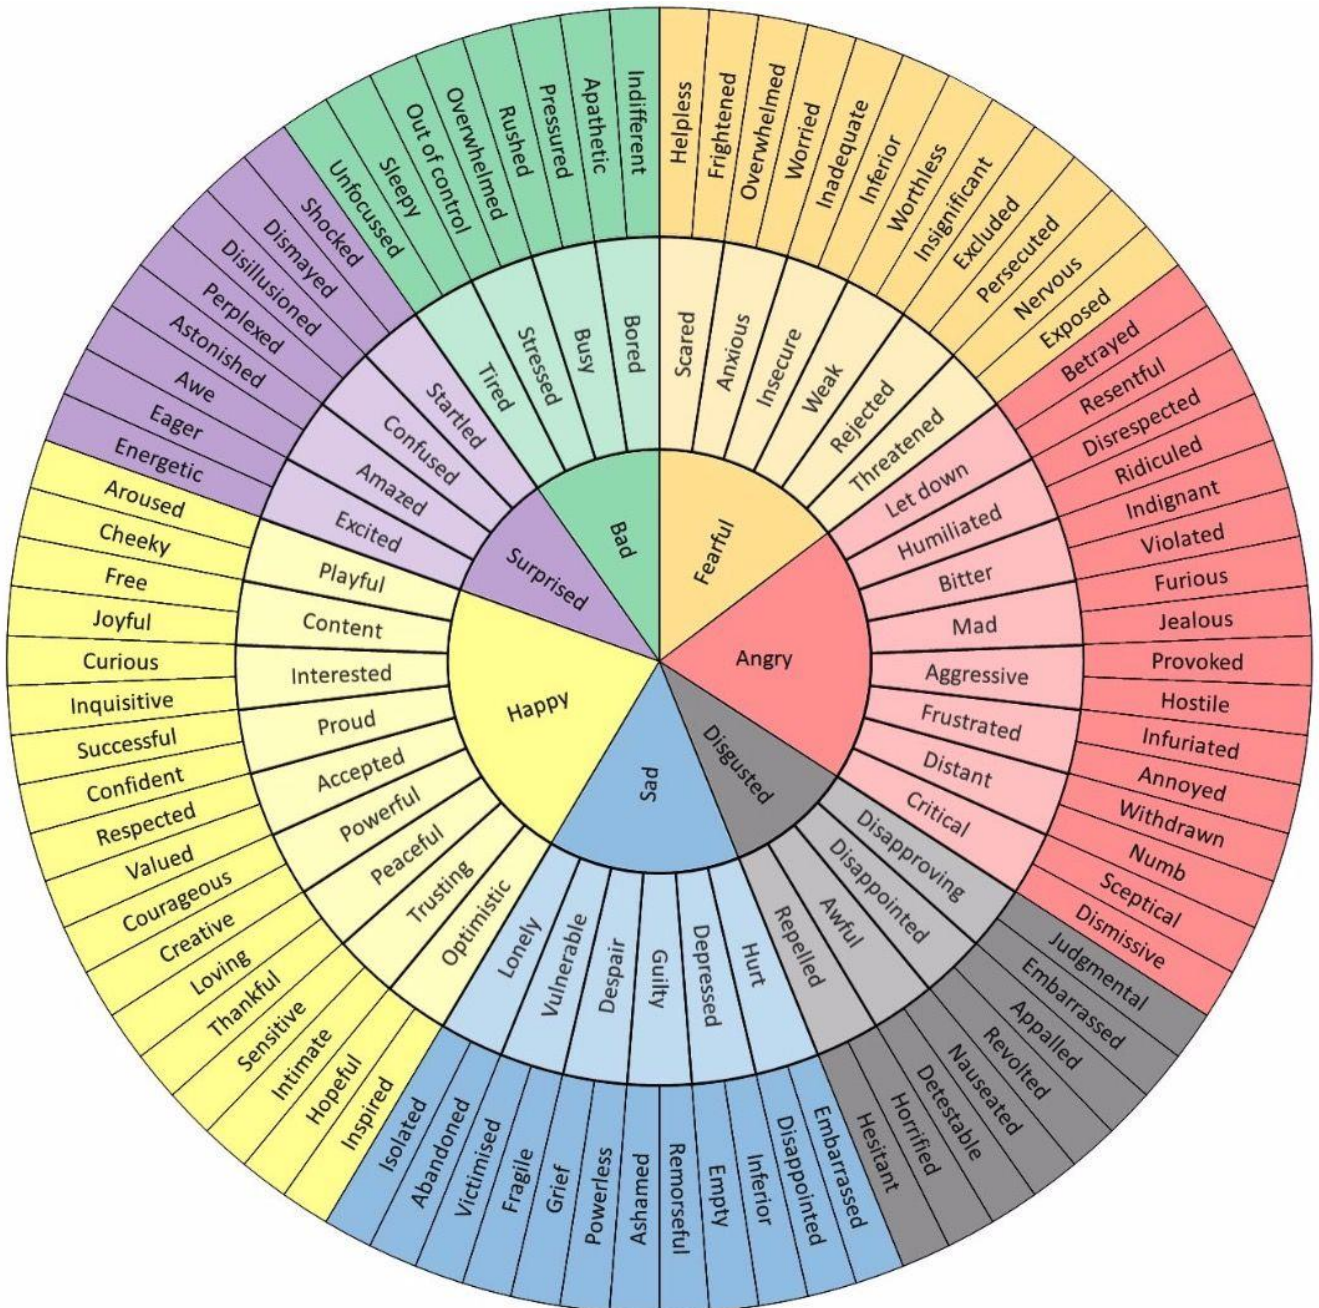 Fearful
Angry
Disgusted
Sad
Happy
Surprised
Bad
Scared
Anxious
Insecure
Weak
Rejected
Threatened
Let down
Humiliated
Bitter
Mad
Aggressive
Frustrated
Distant
Critical
Disapproving
Disappointed
Awful
Repelled
Hurt
Depressed
Guilty
Despair
Vulnerable
Lonely
Optimistic
Trusting
Peaceful
Powerful
Accepted
Proud
Interested
Content
Playful
Excited
Amazed
Confused
Startled
Tired
Stressed
Busy
Bored
Helpless
Frightened
Overwhelmed
Worried
Inadequate
Inferior
Worthless
Insignificant
Excluded
Persecuted
Nervous
Exposed
Betrayed
Resentful
Disrespected
Ridiculed
Indignant
Violated
Furious
Jealous
Provoked
Hostile
Infuriated
Annoyed
Withdrawn
Numb
Sceptical
Dismissive
Judgmental
Embarrassed
Appalled
Revolted
Nauseated
Detestable
Horrified
Hesitant
Embarrassed
Disappointed
Inferior
Empty
Remorseful
Ashamed
Powerless
Grief
Fragile
Victimised
Abandoned
Isolated
Inspired
Hopeful
Intimate
Sensitive
Thankful
Loving
Creative
Courageous
Valued
Respected
Confident
Successful
Inquisitive
Curious
Joyful
Free
Cheeky
Aroused
Energetic
Eager
Awe
Astonished
Perplexed
Disillusioned
Dismayed
Shocked
Unfocussed
Sleepy
Out of control
Overwhelmed
Rushed
Pressured
Apathetic
Indifferent